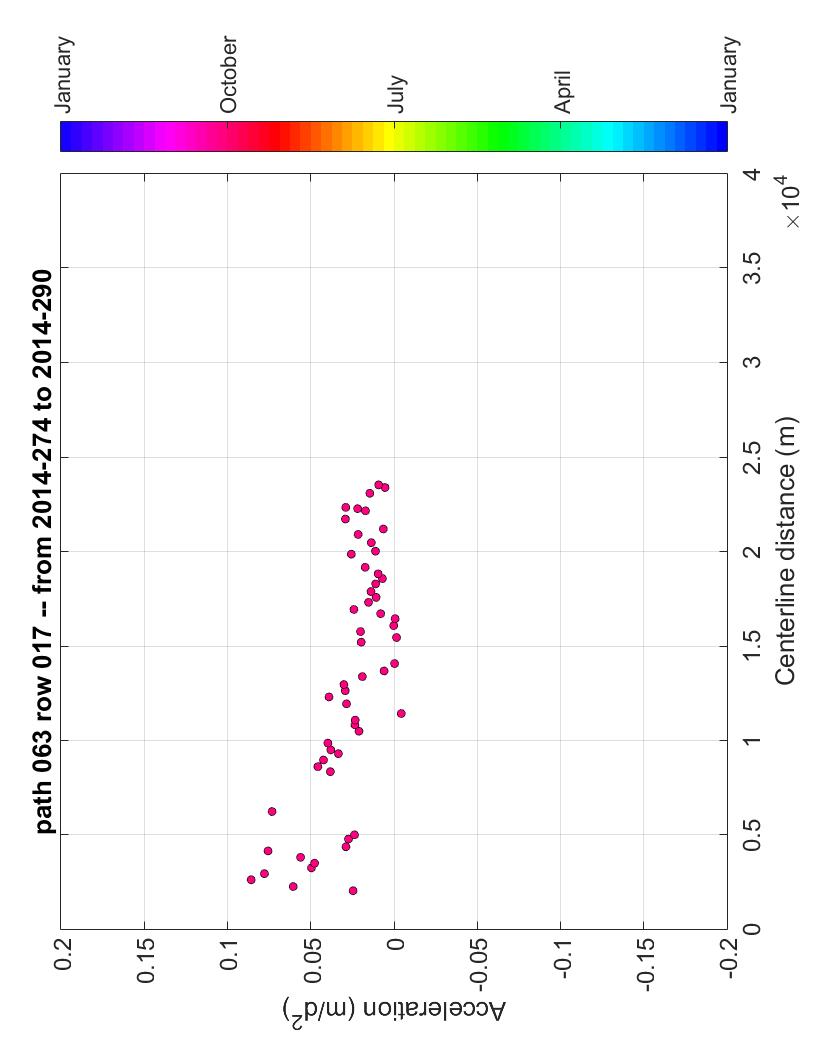 path 063 row 017 -- from 2014-274 to 2014-290
0.2
0.15
0.1
0.05
0
-0.05
-0.1
-0.15
-0.2
Acceleration (m/d²)
0
0.5
1
1.5
2
2.5
3
3.5
4
×10⁴
Centerline distance (m)
January
October
July
April
January